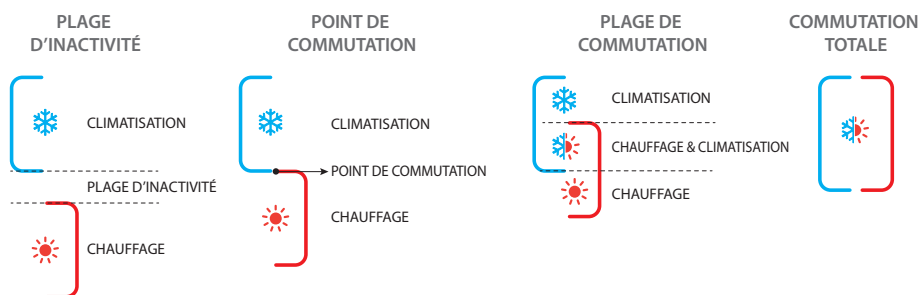 PLAGE
D’INACTIVITÉ
CLIMATISATION
PLAGE D’INACTIVITÉ
CHAUFFAGE
POINT DE
COMMUTATION
CLIMATISATION
POINT DE COMMUTATION
CHAUFFAGE
PLAGE DE
COMMUTATION
CLIMATISATION
CHAUFFAGE & CLIMATISATION
CHAUFFAGE
COMMUTATION
TOTALE